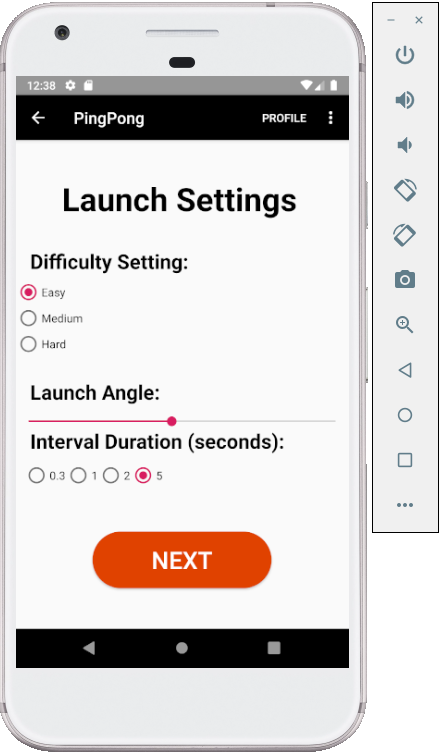 12:38
PingPong PROFILE
Launch Settings
Difficulty Setting:
Easy
Medium
Hard
Launch Angle:
Interval Duration (seconds):
0.3 1 2 5
NEXT